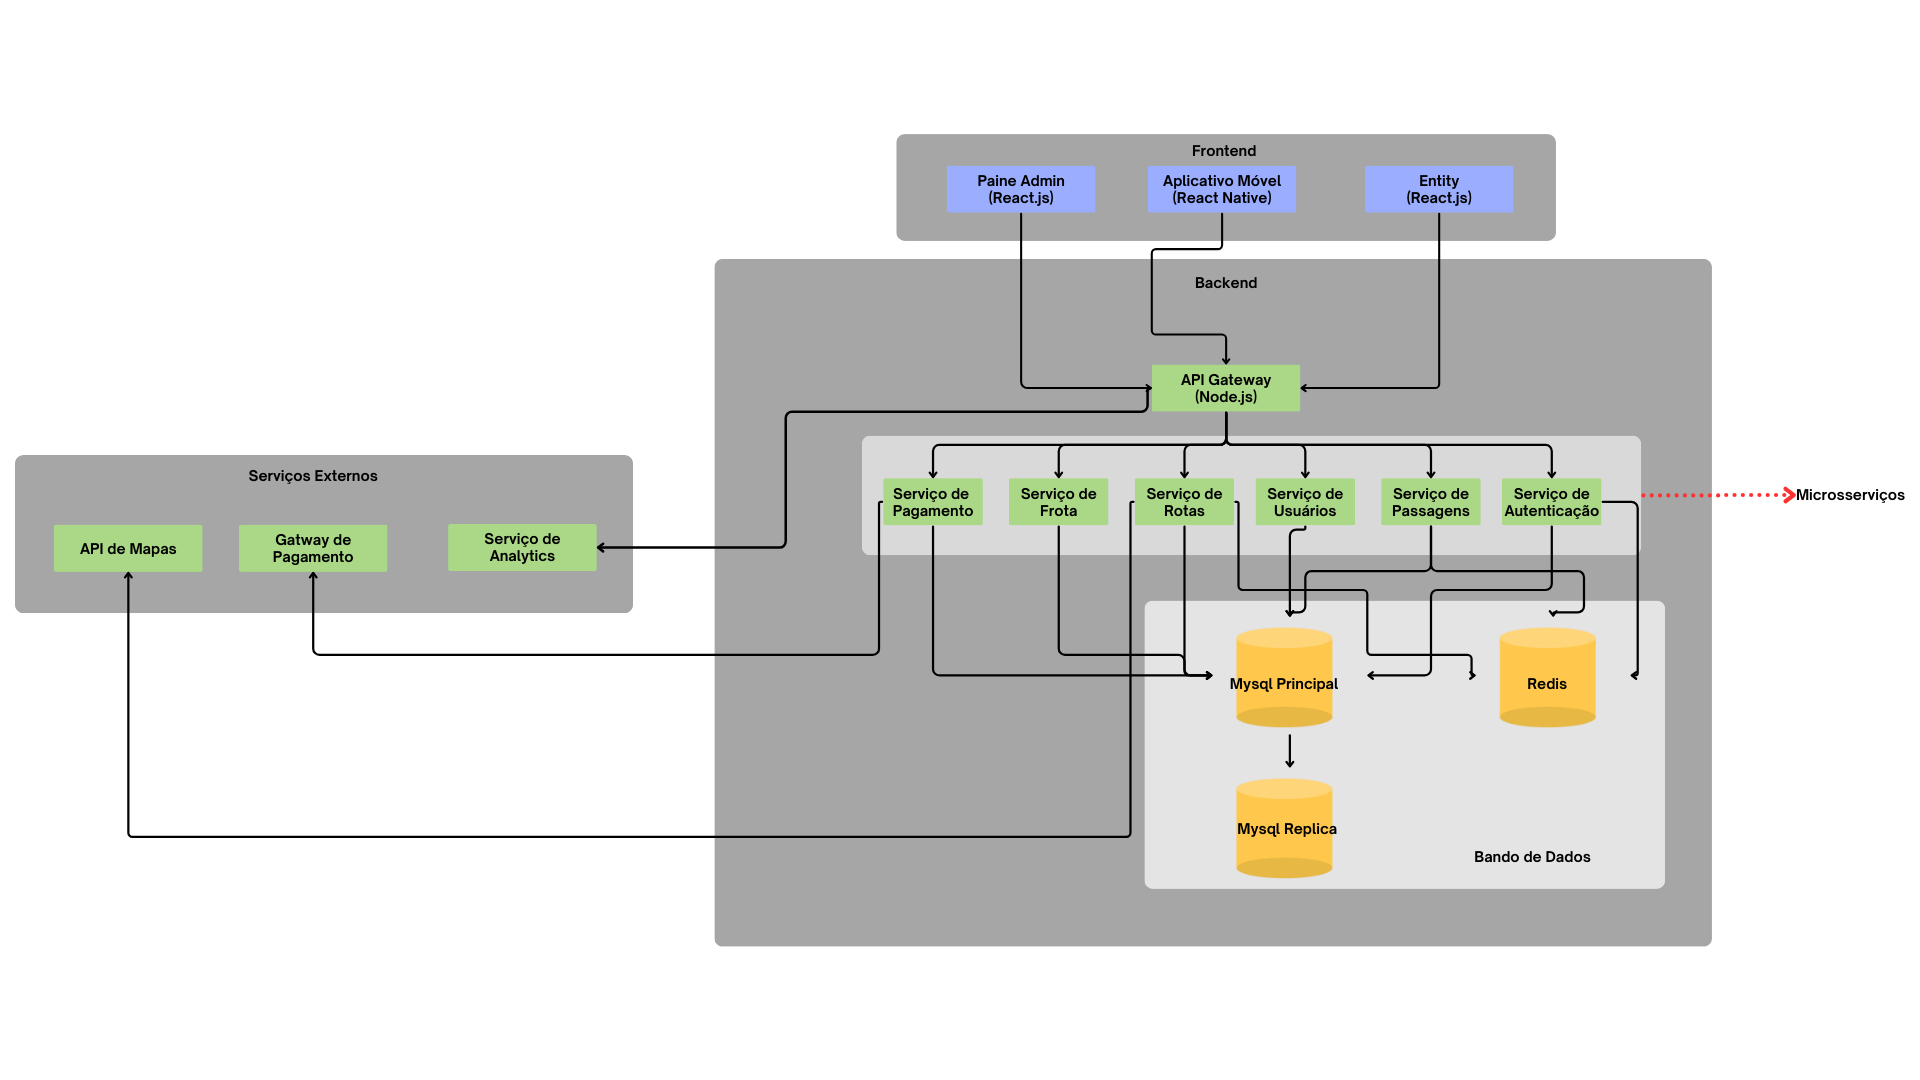 Frontend
Paine Admin
(React.js)
Aplicativo Móvel
(React Native)
Entity
(React.js)
Backend
API Gateway
(Node.js)
Serviços Externos
API de Mapas
Gatway de
Pagamento
Serviço de
Analytics
Serviço de
Pagamento
Serviço de
Frota
Serviço de
Rotas
Serviço de
Usuários
Serviço de
Passagens
Serviço de
Autenticação
Microsserviços
Mysql Principal
Redis
Mysql Replica
Bando de Dados